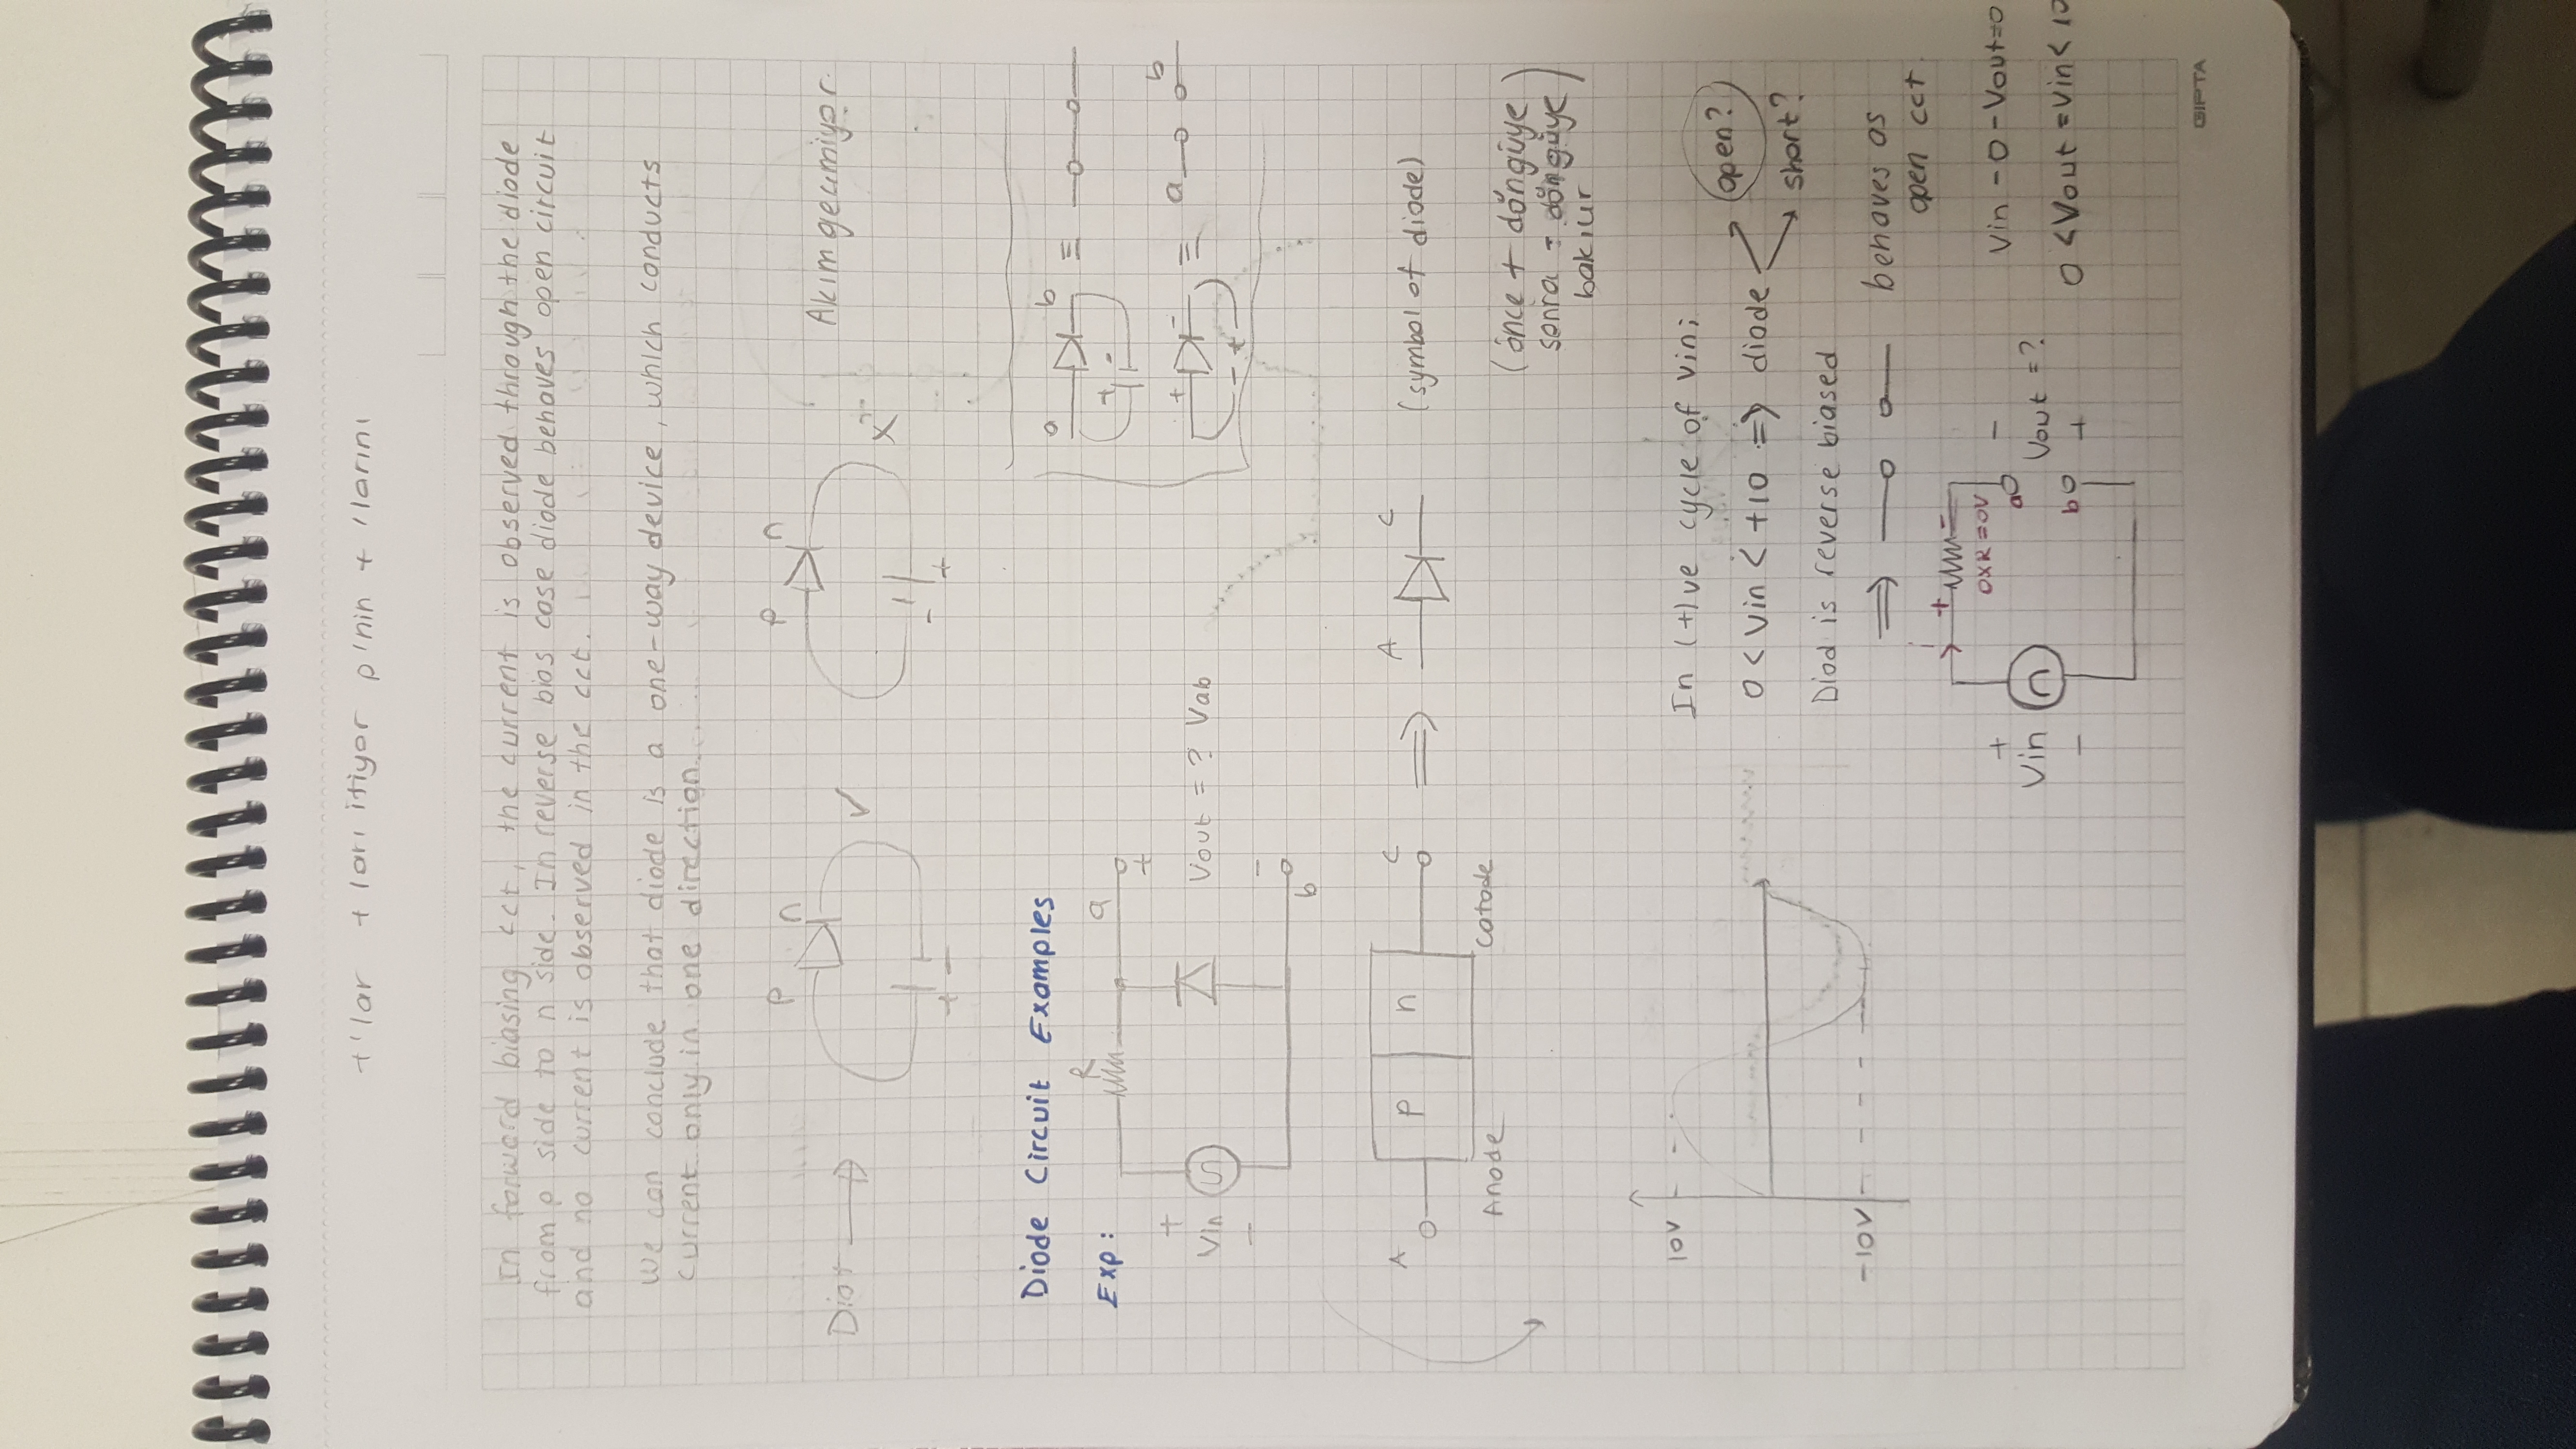 +'lar + ları itiyor p'nin + 'larını
In forward biasing cct, the current is observed through the diode
from p side to n side. In reverse bias case diode behaves open circuit
and no current is observed in the cct.
We can conclude that diode is a one-way device, which conducts
current only in one direction.
p n
p n
Diot
✓
x
Akım geçmiyor.
+ -
- +
Diode Circuit Examples
a b
+ -
Exp:
R
a
+
+
Vin
-
Vout = ? Vab
-
b
+ -
≡ a b
- +
A
p
n
C
⇒
A C
(symbol of diode)
Anode
Catode
(önce + döngüye
sonra - döngüye
bakılır)
10V
-10V
In (+)ve cycle of Vin;
0 < Vin < +10 ⇒ diode
open?
short?
Diod is reverse biased
⇒ behaves as
open cct.
i
+ -
0xR=0V
+
Vin
-
a
b
-
Vout = ?
+
Vin - 0 - Vout=0
0 < Vout = Vin < 10
GIPTA